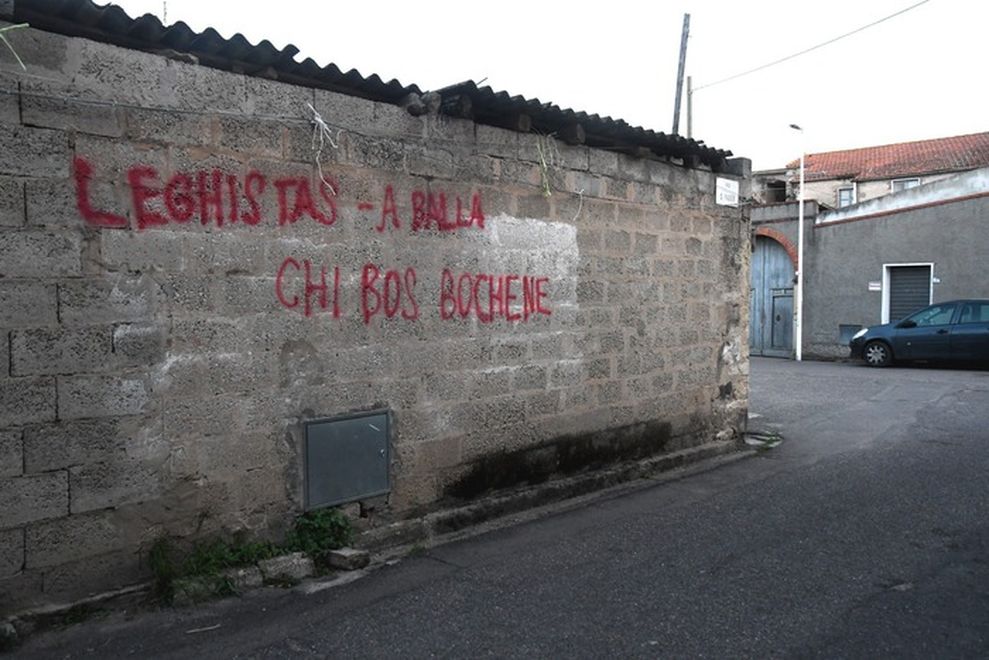 LEGHISTAS - A BALLA
CHI BOS BOCHENE